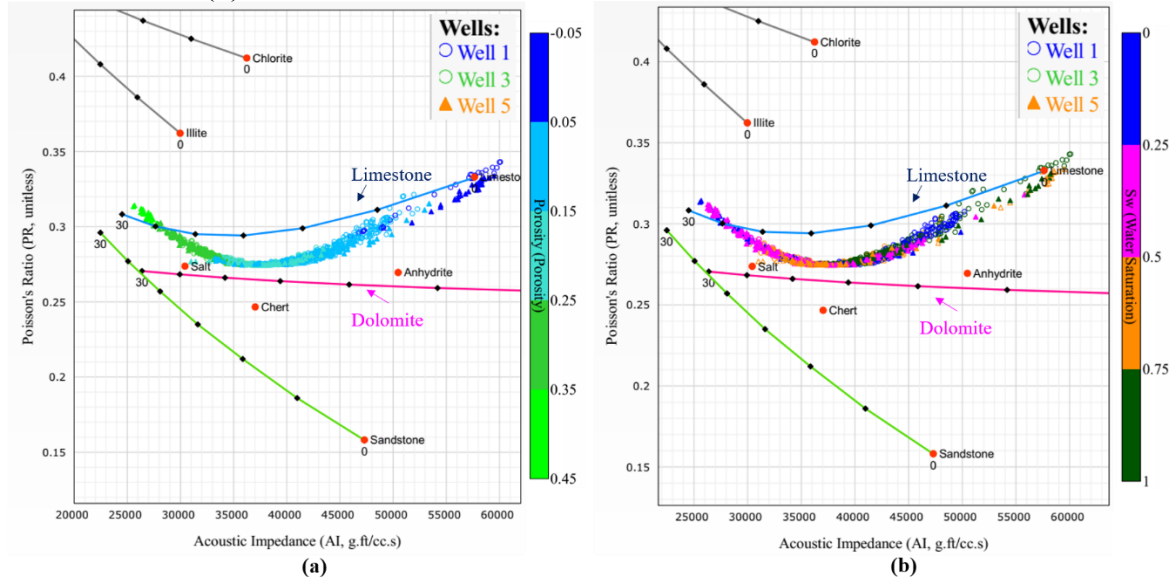 Wells:
Well 1
Well 3
Well 5
Chlorite
0
Illite
0
Limestone
Limesto
0
30
30
30
Salt
Anhydrite
Chert
Dolomite
Sandstone
0
0.4
0.35
0.3
0.25
0.2
0.15
Poisson's Ratio (PR, unitless)
20000 25000 30000 35000 40000 45000 50000 55000 60000
Acoustic Impedance (AI, g.ft/cc.s)
-0.05
0.05
0.15
0.25
0.35
0.45
Porosity (Porosity)
(a)
Wells:
Well 1
Well 3
Well 5
Chlorite
0
Illite
0
Limestone
Limestone
0
30
30
30
Salt
Anhydrite
Chert
Dolomite
Sandstone
0
0.4
0.35
0.3
0.25
0.2
0.15
Poisson's Ratio (PR, unitless)
25000 30000 35000 40000 45000 50000 55000 60000
Acoustic Impedance (AI, g.ft/cc.s)
0
0.25
0.5
0.75
1
Sw (Water Saturation)
(b)